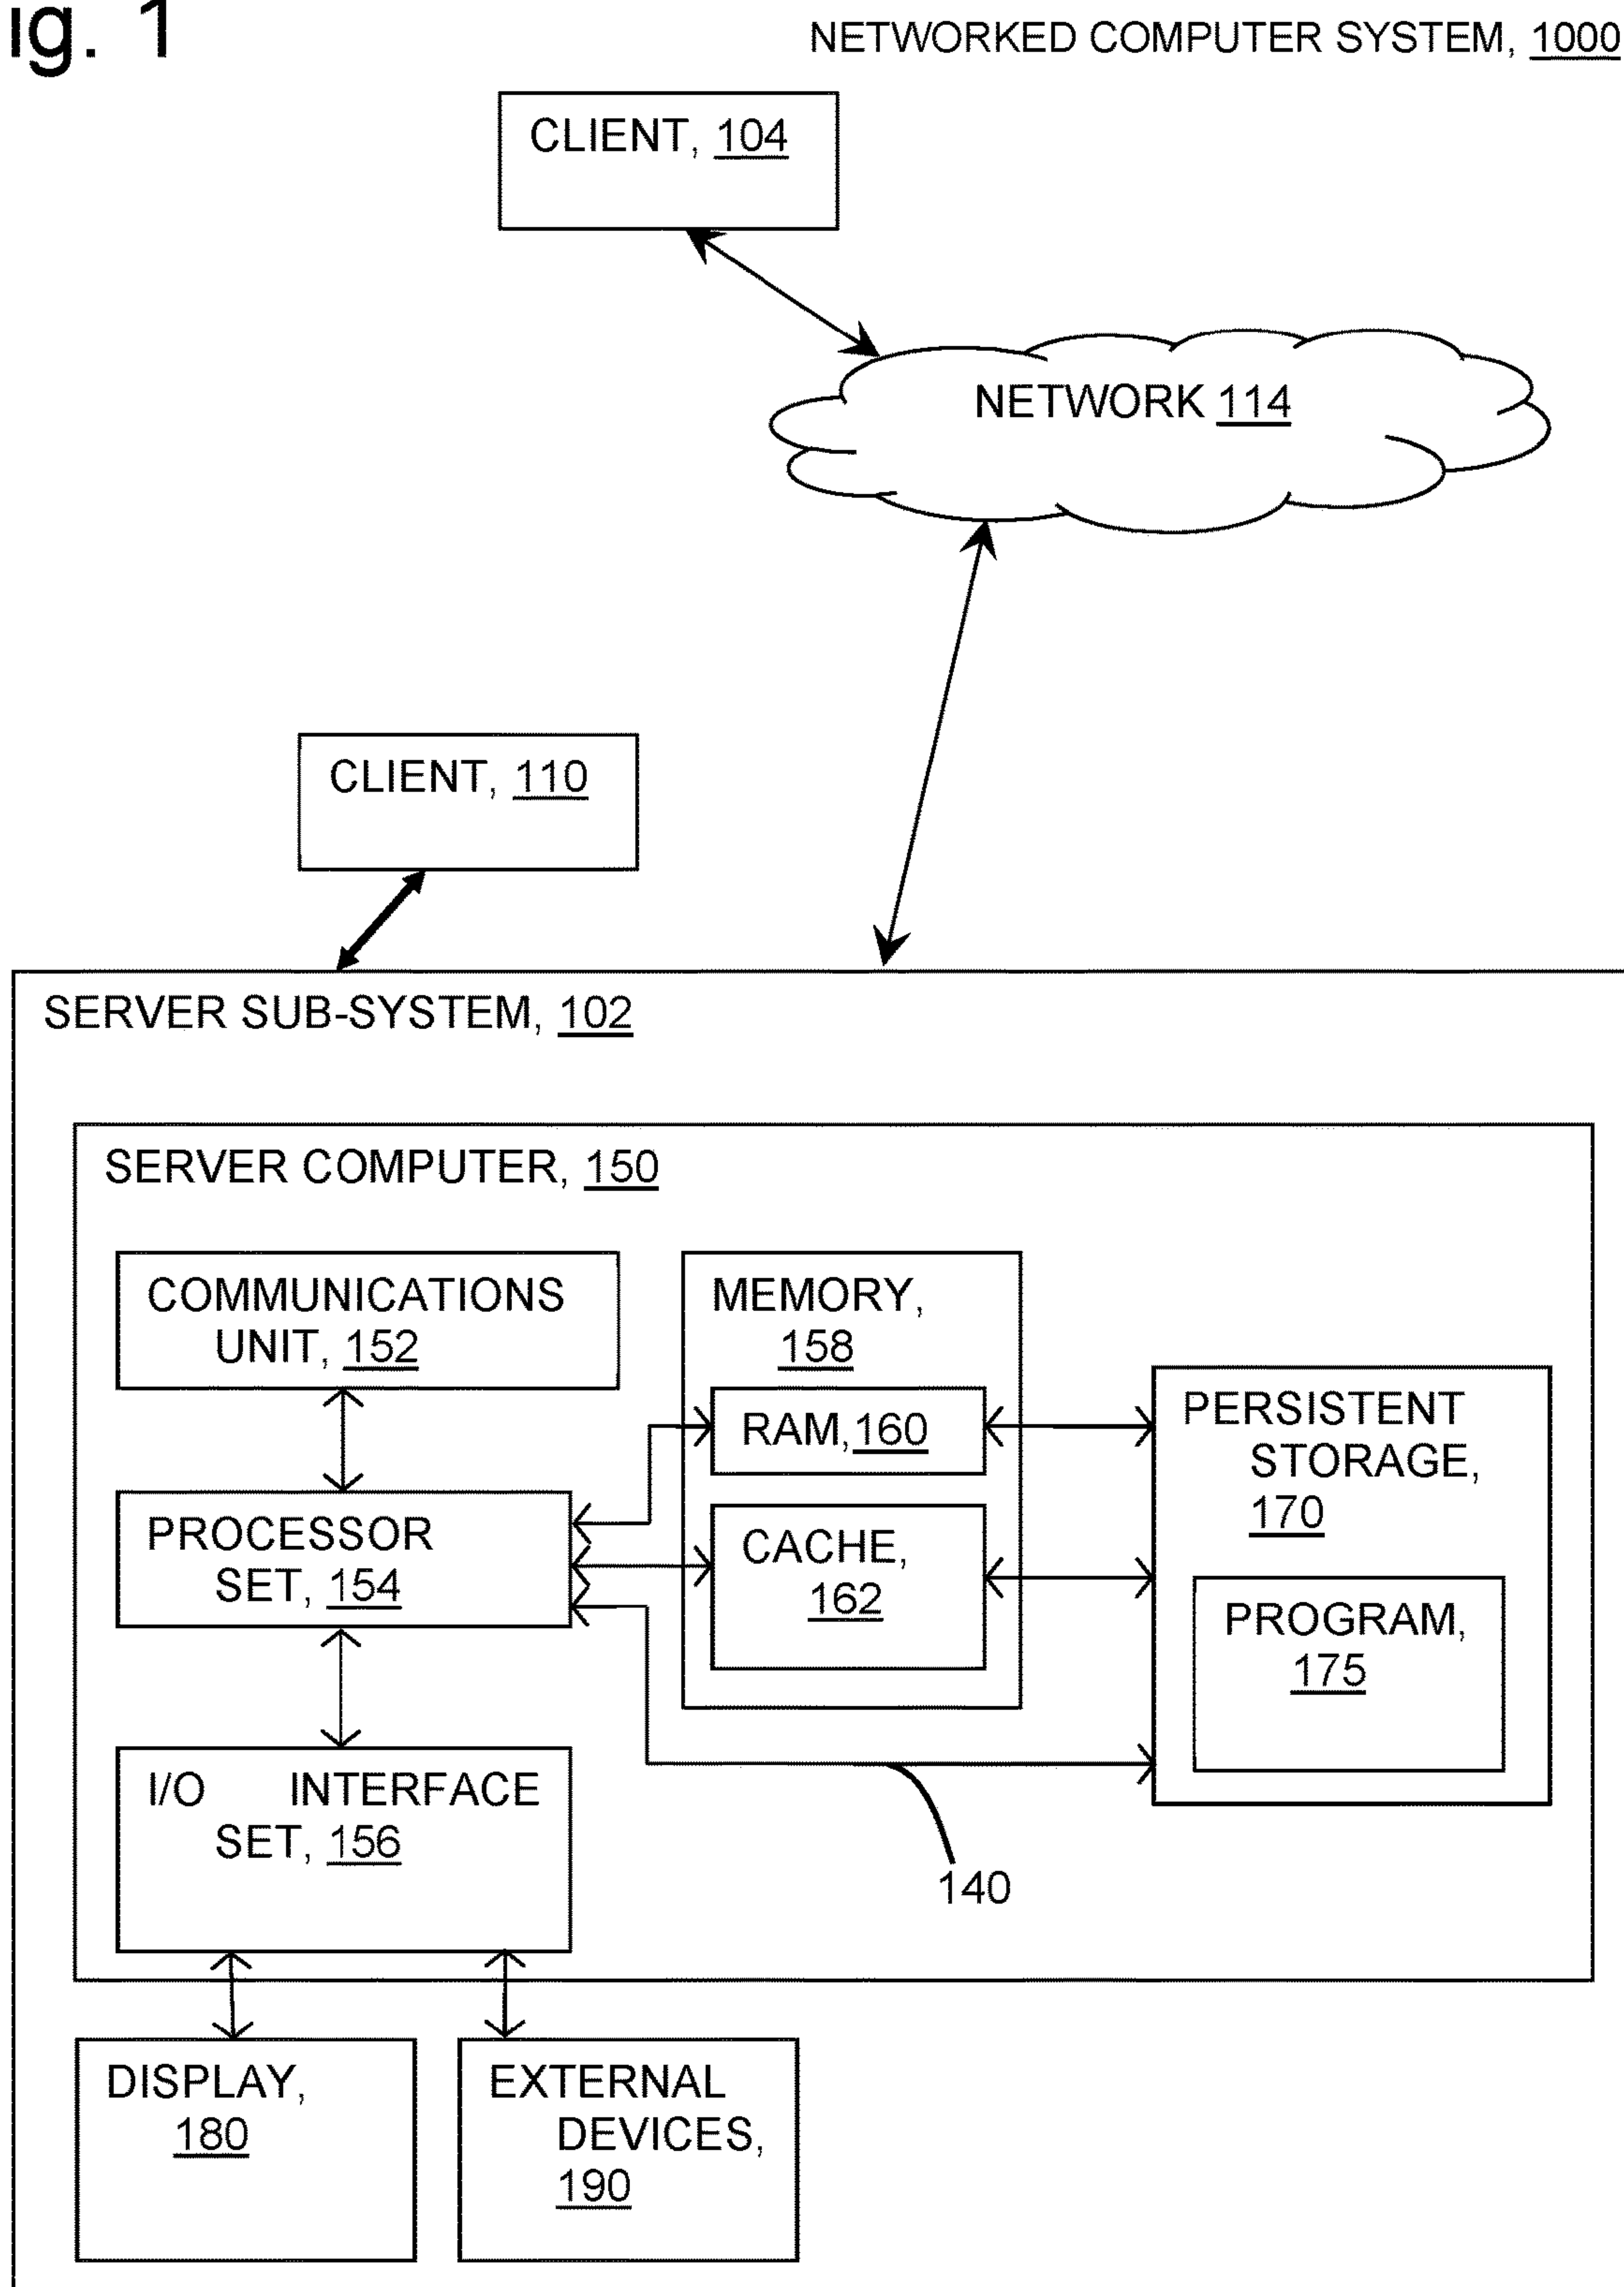 ig. 1
NETWORKED COMPUTER SYSTEM, 1000
CLIENT, 104
NETWORK 114
CLIENT, 110
SERVER SUB-SYSTEM, 102
SERVER COMPUTER, 150
COMMUNICATIONS
UNIT, 152
MEMORY,
158
RAM, 160
PERSISTENT
STORAGE,
170
PROCESSOR
SET, 154
CACHE,
162
PROGRAM,
175
I/O INTERFACE
SET, 156
140
DISPLAY,
180
EXTERNAL
DEVICES,
190